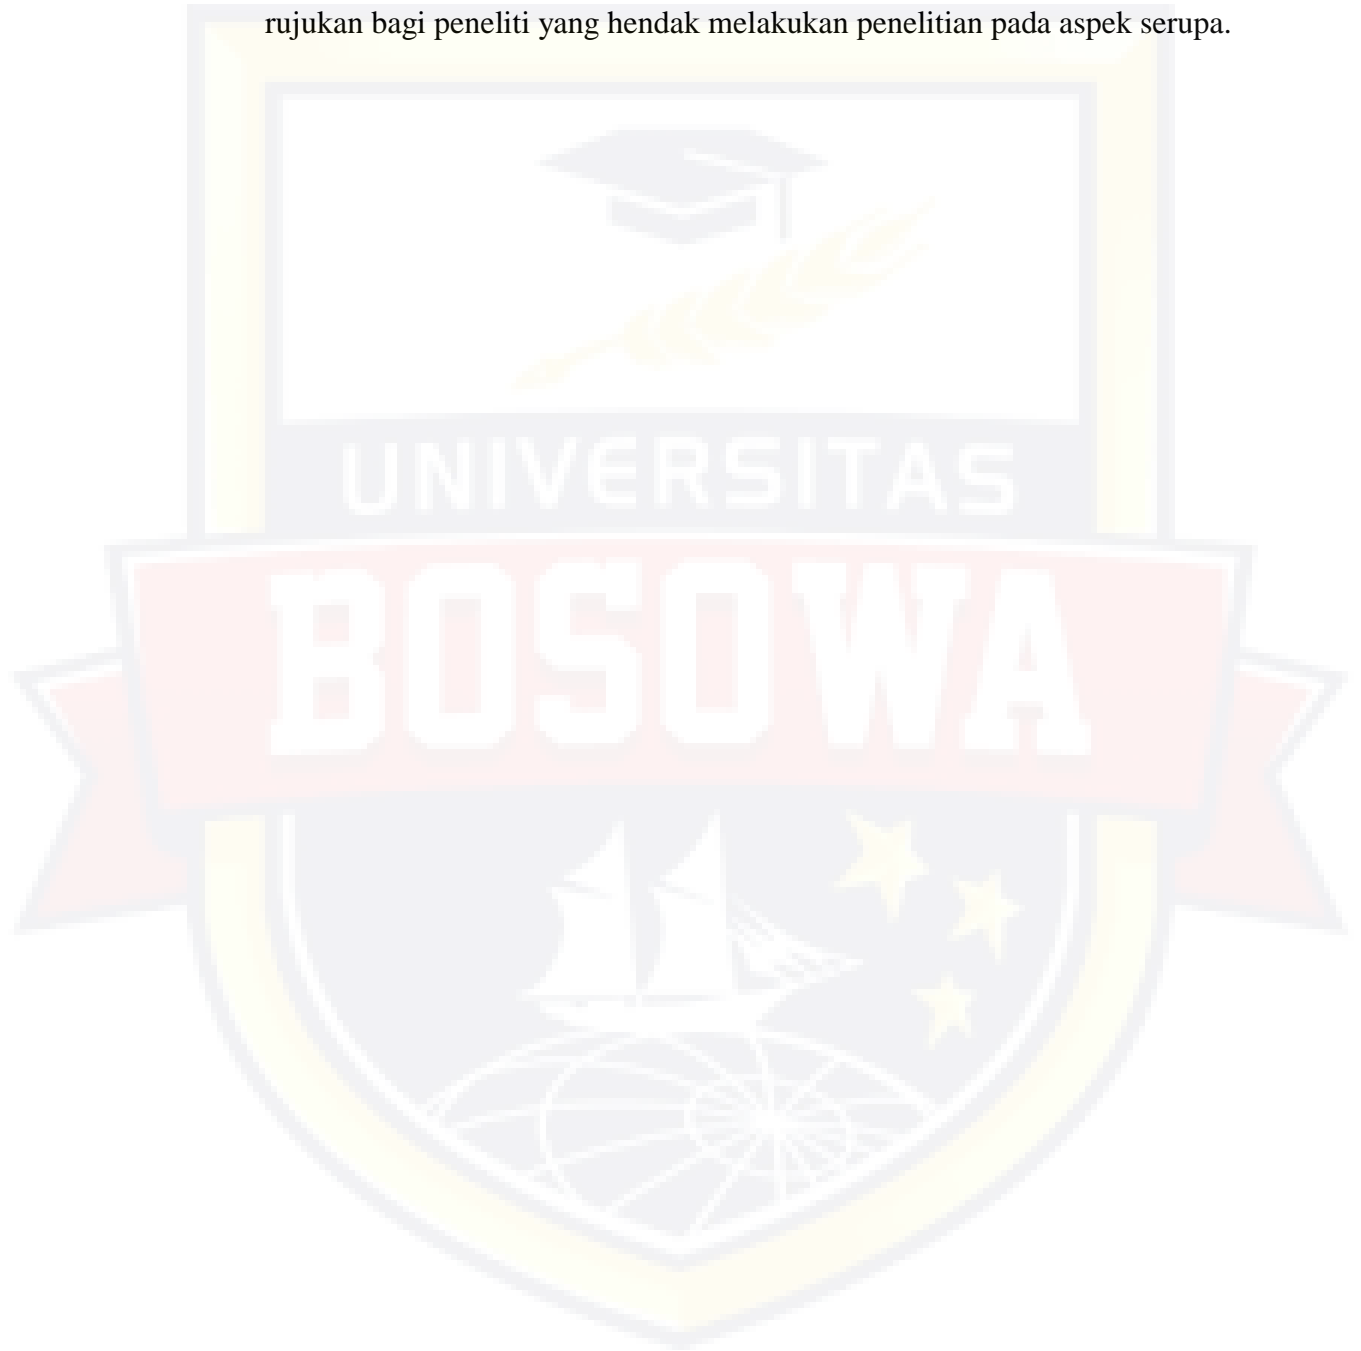 rujukan bagi peneliti yang hendak melakukan penelitian pada aspek serupa.
UNIVERSITAS
BOSOWA